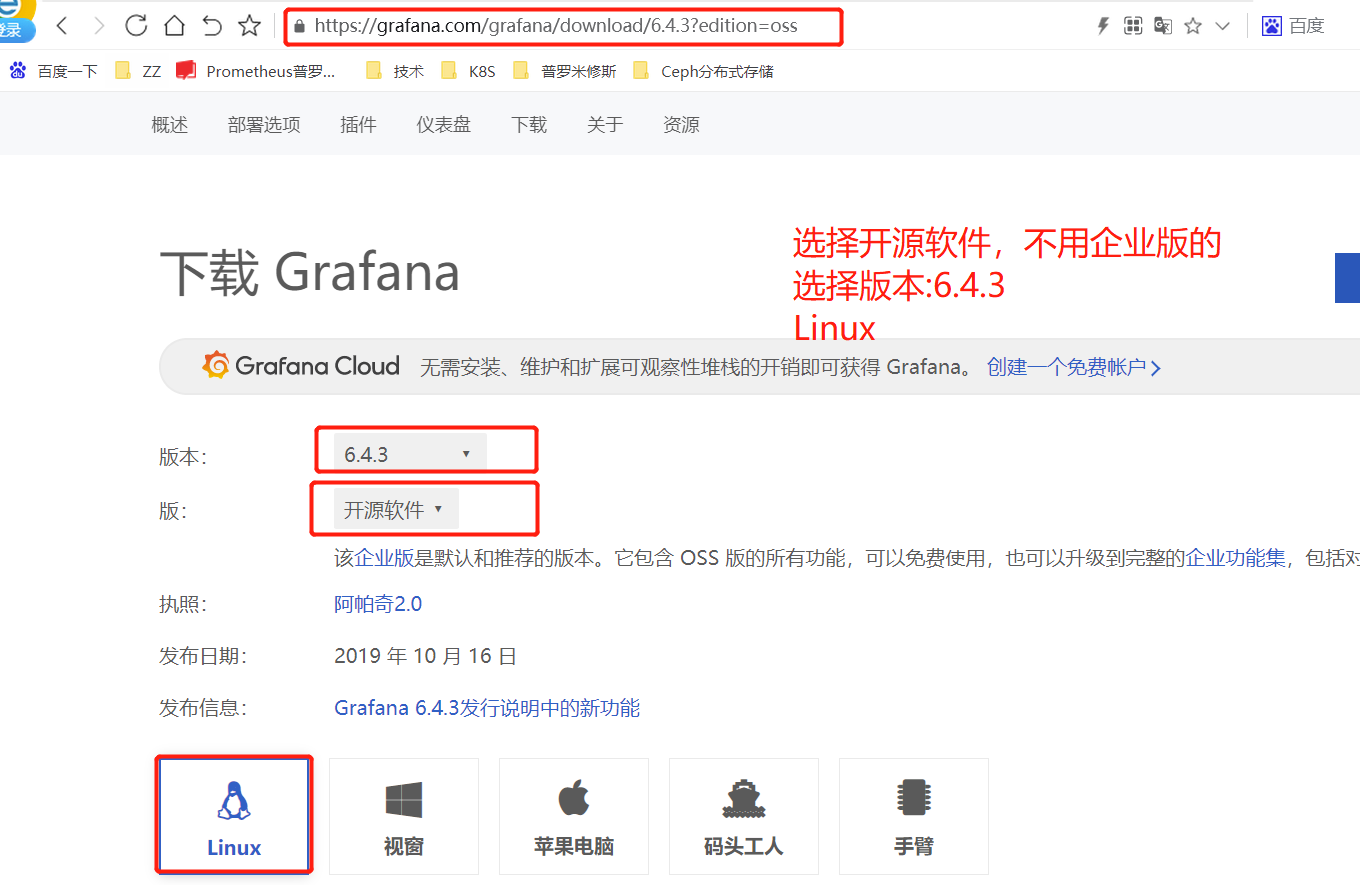 登录
https://grafana.com/grafana/download/6.4.3?edition=oss
百度
百度一下 ZZ Prometheus普罗... 技术 K8S 普罗米修斯 Ceph分布式存储
概述 部署选项 插件 仪表盘 下载 关于 资源
选择开源软件，不用企业版的
下载 Grafana
选择版本:6.4.3
Linux
Grafana Cloud 无需安装、维护和扩展可观察性堆栈的开销即可获得 Grafana。 创建一个免费帐户
版本： 6.4.3
版： 开源软件
该企业版是默认和推荐的版本。它包含 OSS 版的所有功能，可以免费使用，也可以升级到完整的企业功能集，包括对
执照： 阿帕奇2.0
发布日期： 2019 年 10 月 16 日
发布信息： Grafana 6.4.3发行说明中的新功能
Linux 视窗 苹果电脑 码头工人 手臂